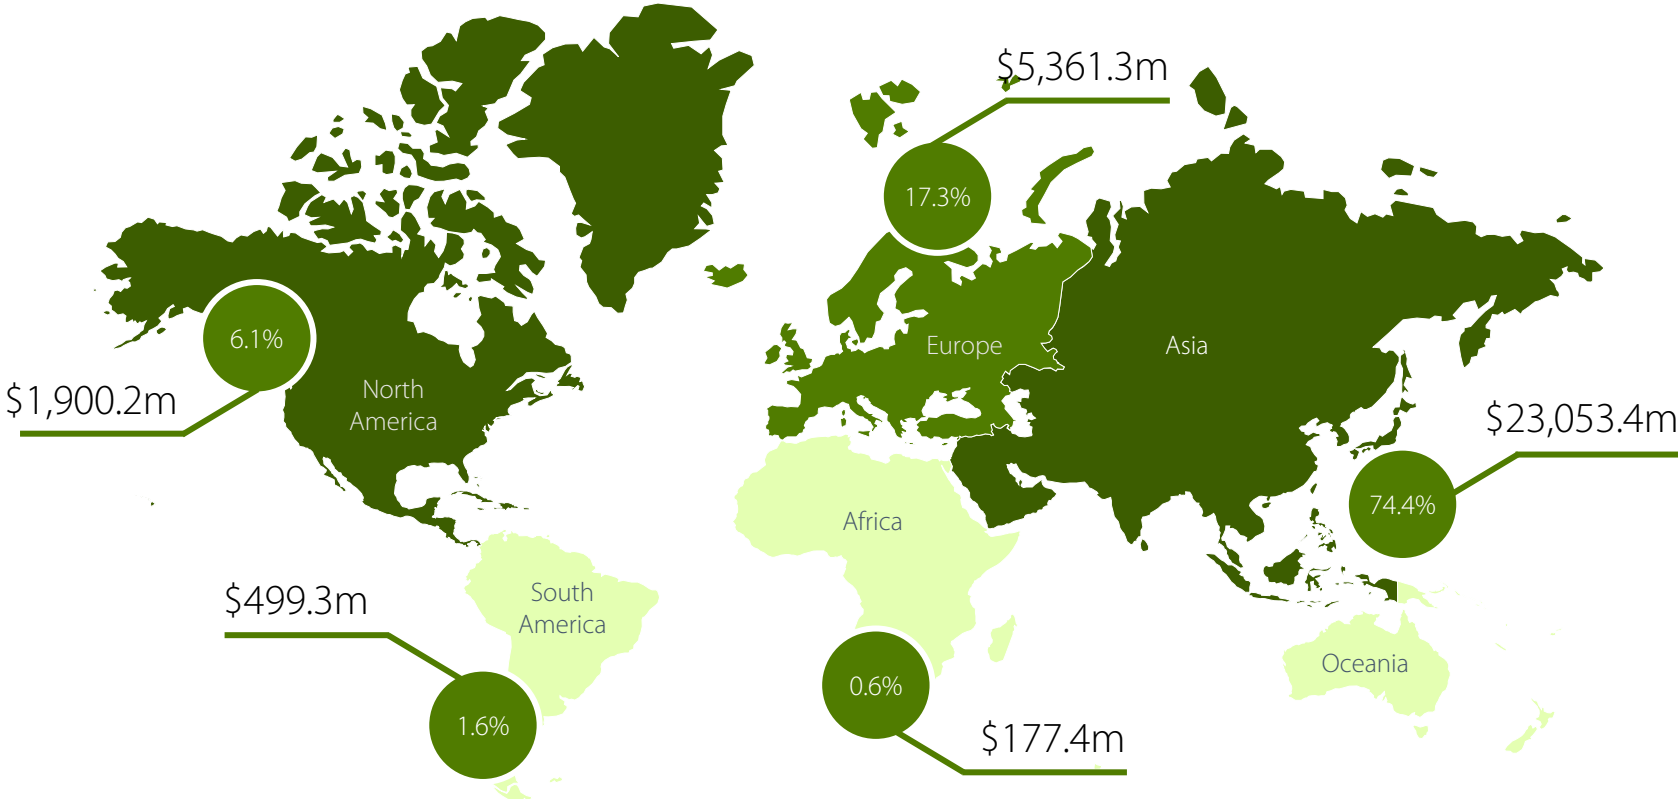 $5,361.3m
17.3%
6.1%
Europe
Asia
$1,900.2m
North
America
$23,053.4m
74.4%
Africa
$499.3m
South
America
Oceania
1.6%
0.6%
$177.4m